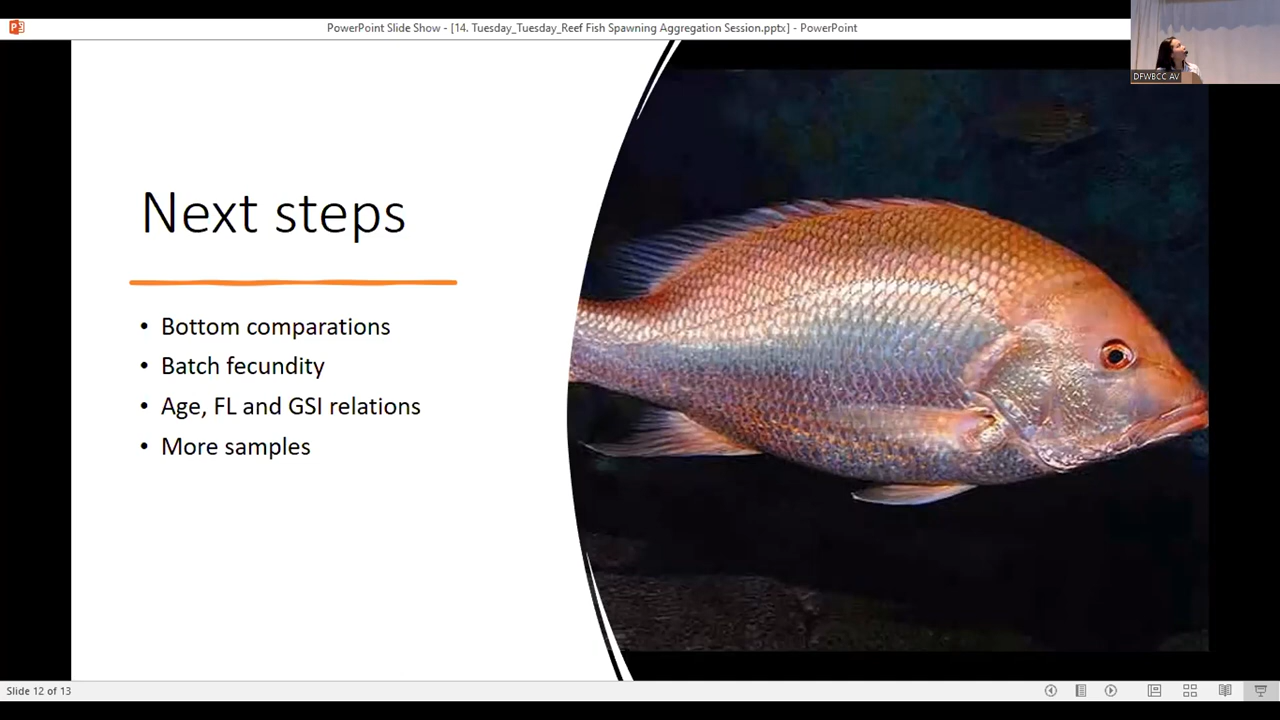 PowerPoint Slide Show - [14. Tuesday_Tuesday_Reef Fish Spawning Aggregation Session.pptx] - PowerPoint
DFWBCC AV
Next steps
• Bottom comparations
• Batch fecundity
• Age, FL and GSI relations
• More samples
Slide 12 of 13